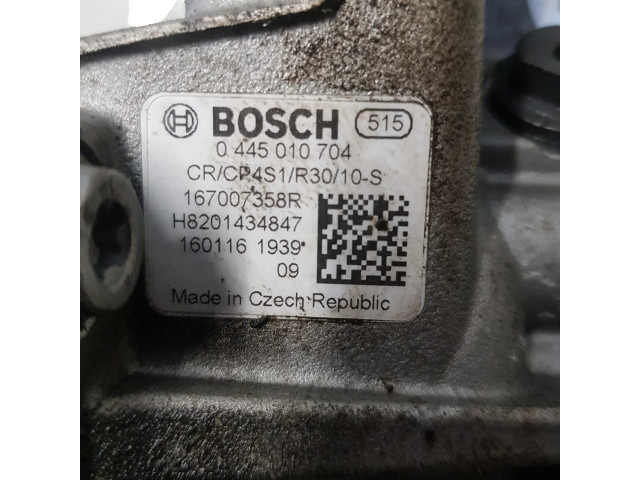 BOSCH 515
0 445 010 704
CR/CP4S1/R30/10-S
167007358R
H8201434847
160116 1939
09
Made in Czech Republic